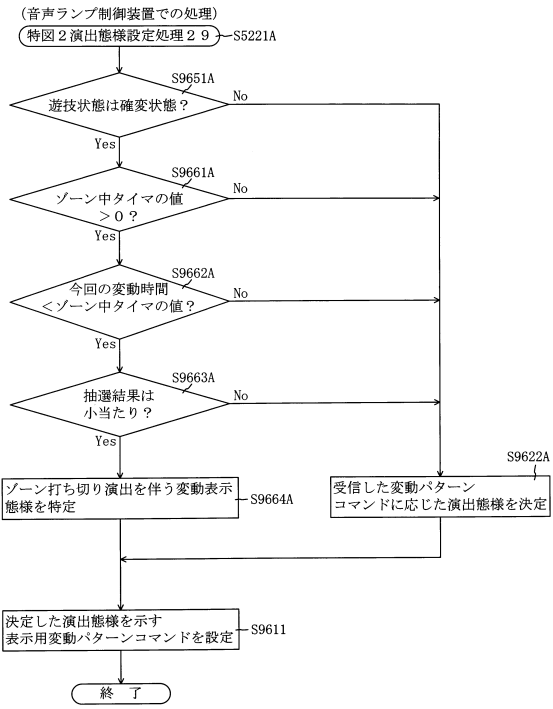 (音声ランプ制御装置での処理)
特図２演出態様設定処理２９
S5221A
S9651A
遊技状態は確変状態？
No
Yes
S9661A
ゾーン中タイマの値
＞０？
No
Yes
S9662A
今回の変動時間
＜ゾーン中タイマの値？
No
Yes
S9663A
抽選結果は
小当たり？
No
Yes
ゾーン打ち切り演出を伴う変動表示
態様を特定
S9664A
S9622A
受信した変動パターン
コマンドに応じた演出態様を決定
決定した演出態様を示す
表示用変動パターンコマンドを設定
S9611
終 了